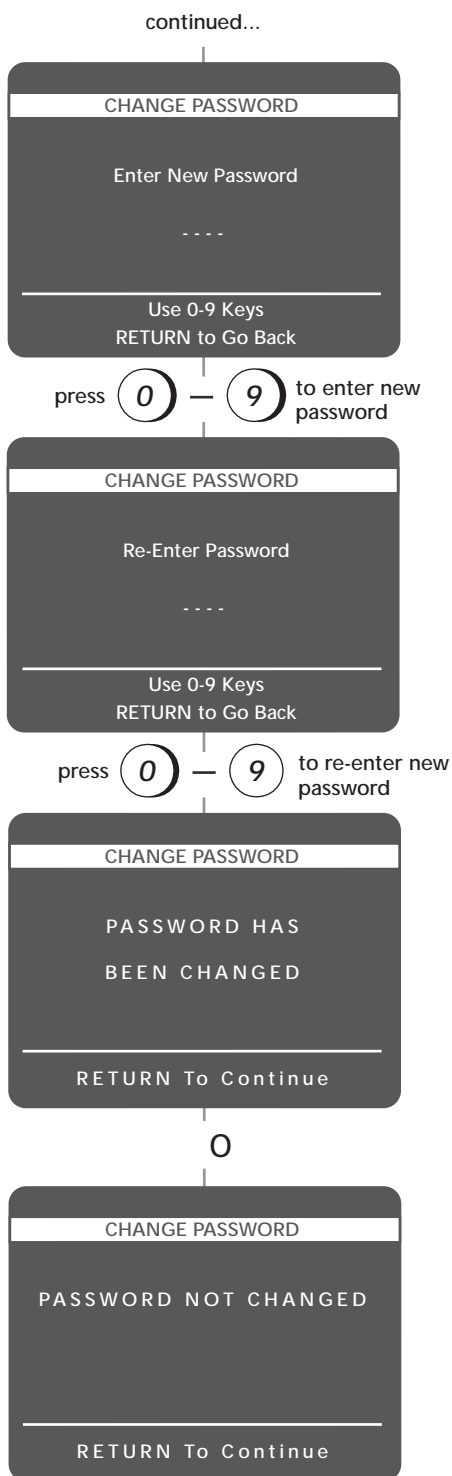 continued...
CHANGE PASSWORD
Enter New Password
- - - -
Use 0-9 Keys
RETURN to Go Back
press 0 — 9 to enter new
password
CHANGE PASSWORD
Re-Enter Password
- - - -
Use 0-9 Keys
RETURN to Go Back
press 0 — 9 to re-enter new
password
CHANGE PASSWORD
PASSWORD HAS
BEEN CHANGED
RETURN To Continue
O
CHANGE PASSWORD
PASSWORD NOT CHANGED
RETURN To Continue